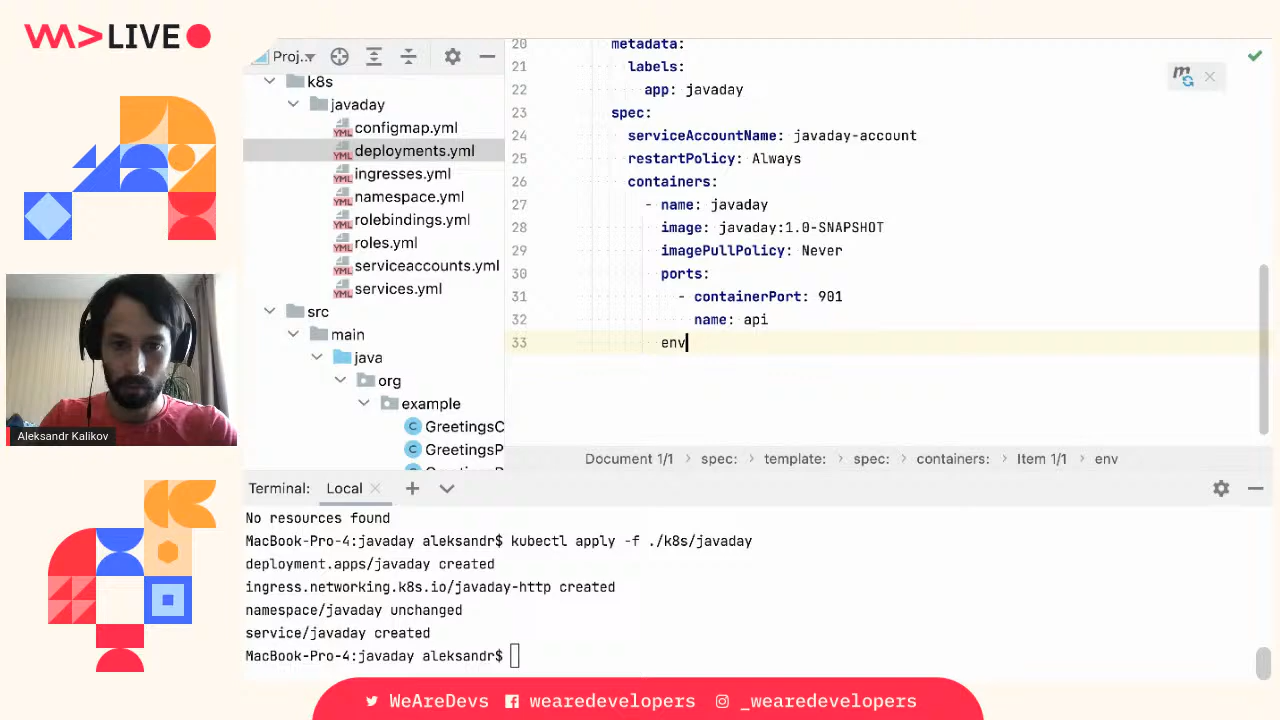 WA>LIVE
Proj..
k8s
javaday
configmap.yml
deployments.yml
ingresses.yml
namespace.yml
rolebindings.yml
roles.yml
serviceaccounts.yml
services.yml
src
main
java
org
example
GreetingsC
GreetingsP
20 metadata:
21 labels:
22 app: javaday
23 spec:
24 serviceAccountName: javaday-account
25 restartPolicy: Always
26 containers:
27 - name: javaday
28 image: javaday:1.0-SNAPSHOT
29 imagePullPolicy: Never
30 ports:
31 - containerPort: 901
32 name: api
33 env
m
Document 1/1 > spec: > template: > spec: > containers: > Item 1/1 > env
Aleksandr Kalikov
Terminal: Local
No resources found
MacBook-Pro-4:javaday aleksandr$ kubectl apply -f ./k8s/javaday
deployment.apps/javaday created
ingress.networking.k8s.io/javaday-http created
namespace/javaday unchanged
service/javaday created
MacBook-Pro-4:javaday aleksandr$
WeAreDevs wearedevelopers _wearedevelopers